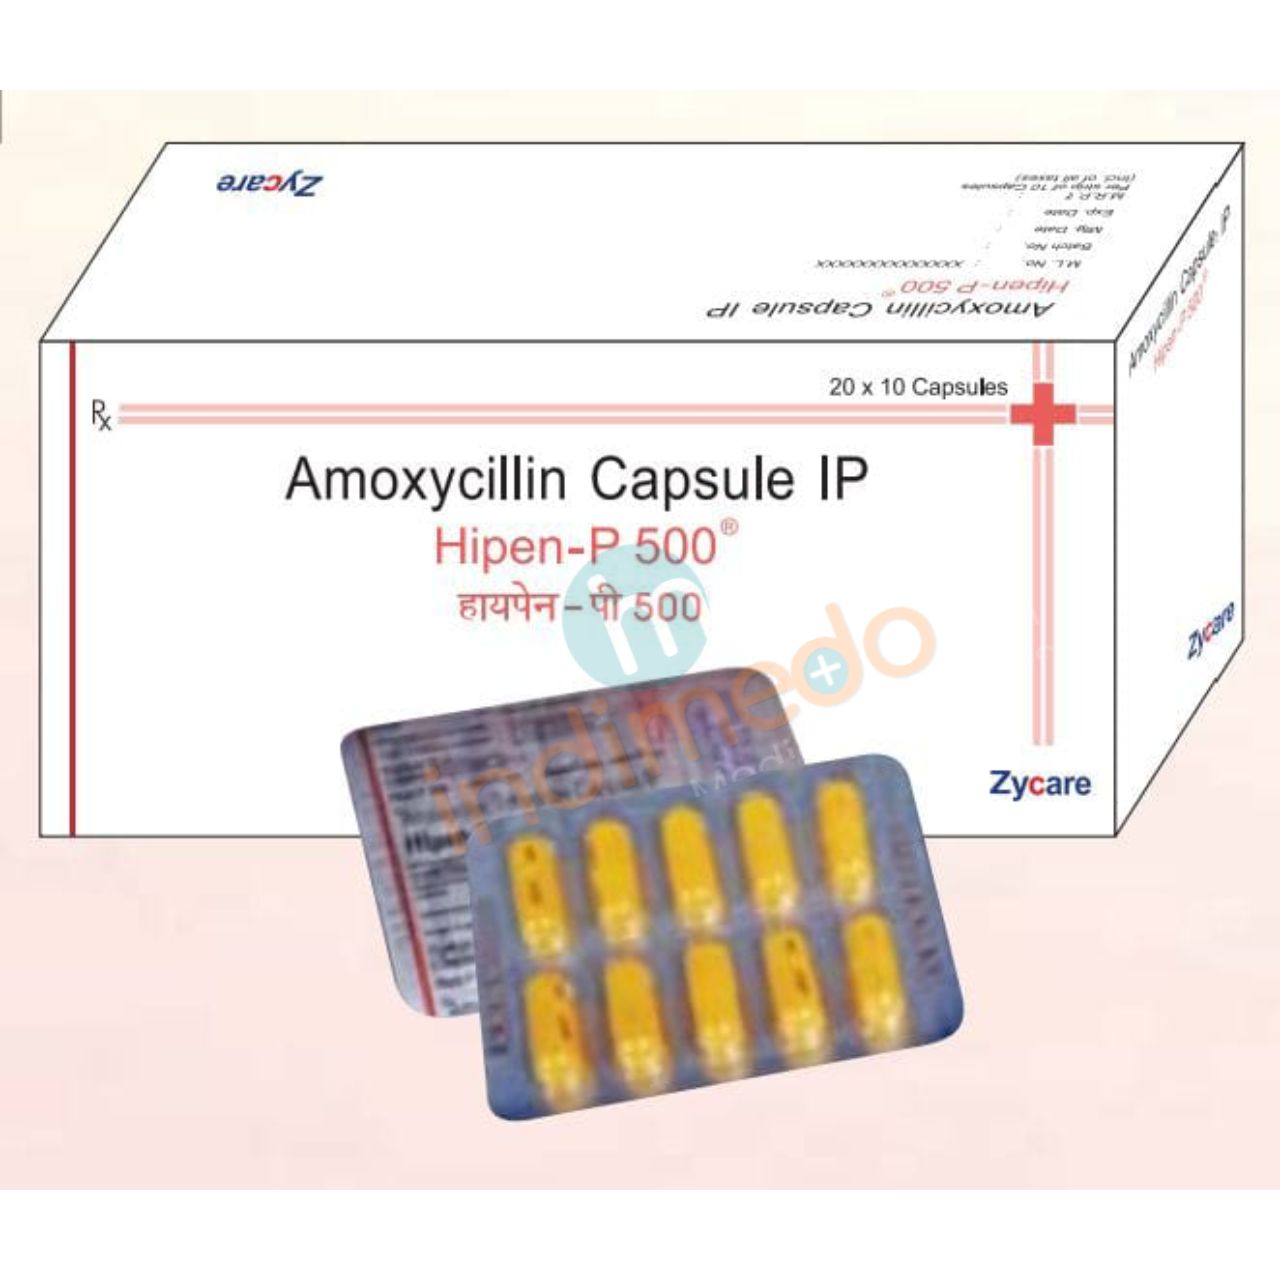 Zycare
(Incl. of all taxes)
Per strip of 10 Capsules
M.R.P. ₹ :
Exp. Date :
Mfg. Date :
Batch No. :
M.L. No. : xxxxxxxxxxxxxxx
Hipen-P 500®
Amoxycillin Capsule IP
Amoxycillin Capsule IP
Hipen-P 500®
Zycare
20 x 10 Capsules
Rx
Amoxycillin Capsule IP
Hipen-P 500®
हायपेन – पी 500
indimedo
Medi
Zycare